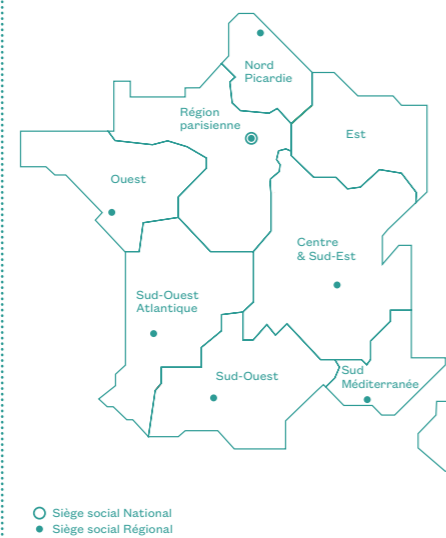 Nord
Picardie
Région
parisienne
Est
Ouest
Centre
& Sud-Est
Sud-Ouest
Atlantique
Sud-Ouest
Sud
Méditerranée
Siège social National
Siège social Régional